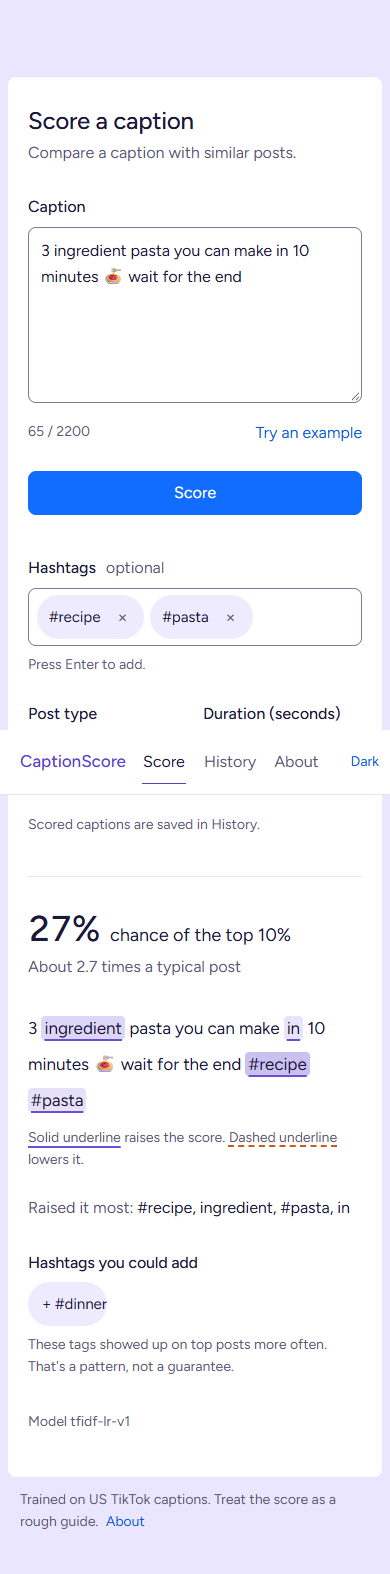 Score a caption
Compare a caption with similar posts.
Caption
3 ingredient pasta you can make in 10
minutes 🍝 wait for the end
65 / 2200
Try an example
Score
Hashtags optional
#recipe ×
#pasta ×
Press Enter to add.
Post type
Duration (seconds)
CaptionScore
Score
History
About
Dark
Scored captions are saved in History.
27% chance of the top 10%
About 2.7 times a typical post
3 ingredient pasta you can make in 10
minutes 🍝 wait for the end #recipe
#pasta
Solid underline raises the score. Dashed underline
lowers it.
Raised it most: #recipe, ingredient, #pasta, in
Hashtags you could add
+ #dinner
These tags showed up on top posts more often.
That's a pattern, not a guarantee.
Model tfidf-lr-v1
Trained on US TikTok captions. Treat the score as a
rough guide. About